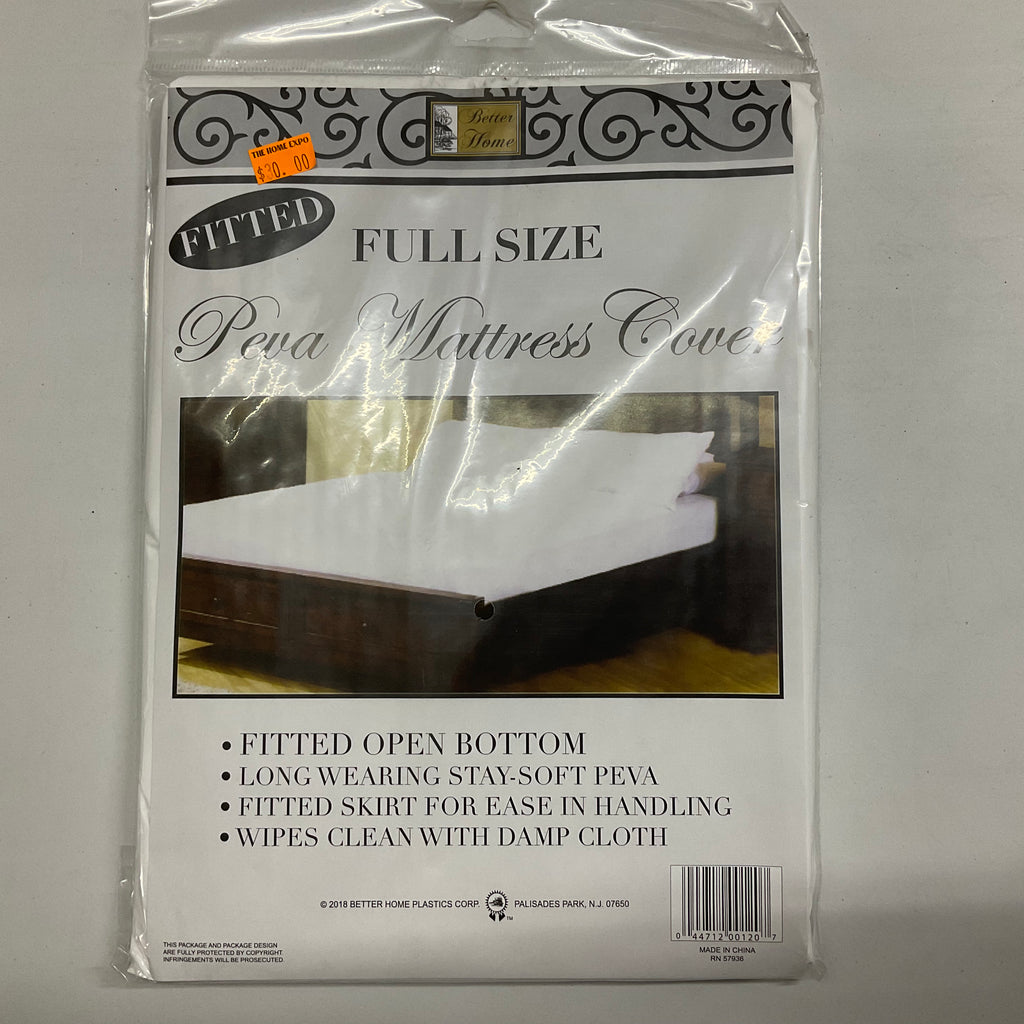 Better
Home
THE HOME EXPO
$30.00
FITTED
FULL SIZE
Peva Mattress Cover
• FITTED OPEN BOTTOM
• LONG WEARING STAY-SOFT PEVA
• FITTED SKIRT FOR EASE IN HANDLING
• WIPES CLEAN WITH DAMP CLOTH
© 2018 BETTER HOME PLASTICS CORP. TM PALISADES PARK, N.J. 07650
0 44712 00120 7
MADE IN CHINA
RN 57936
THIS PACKAGE AND PACKAGE DESIGN
ARE FULLY PROTECTED BY COPYRIGHT.
INFRINGEMENTS WILL BE PROSECUTED.